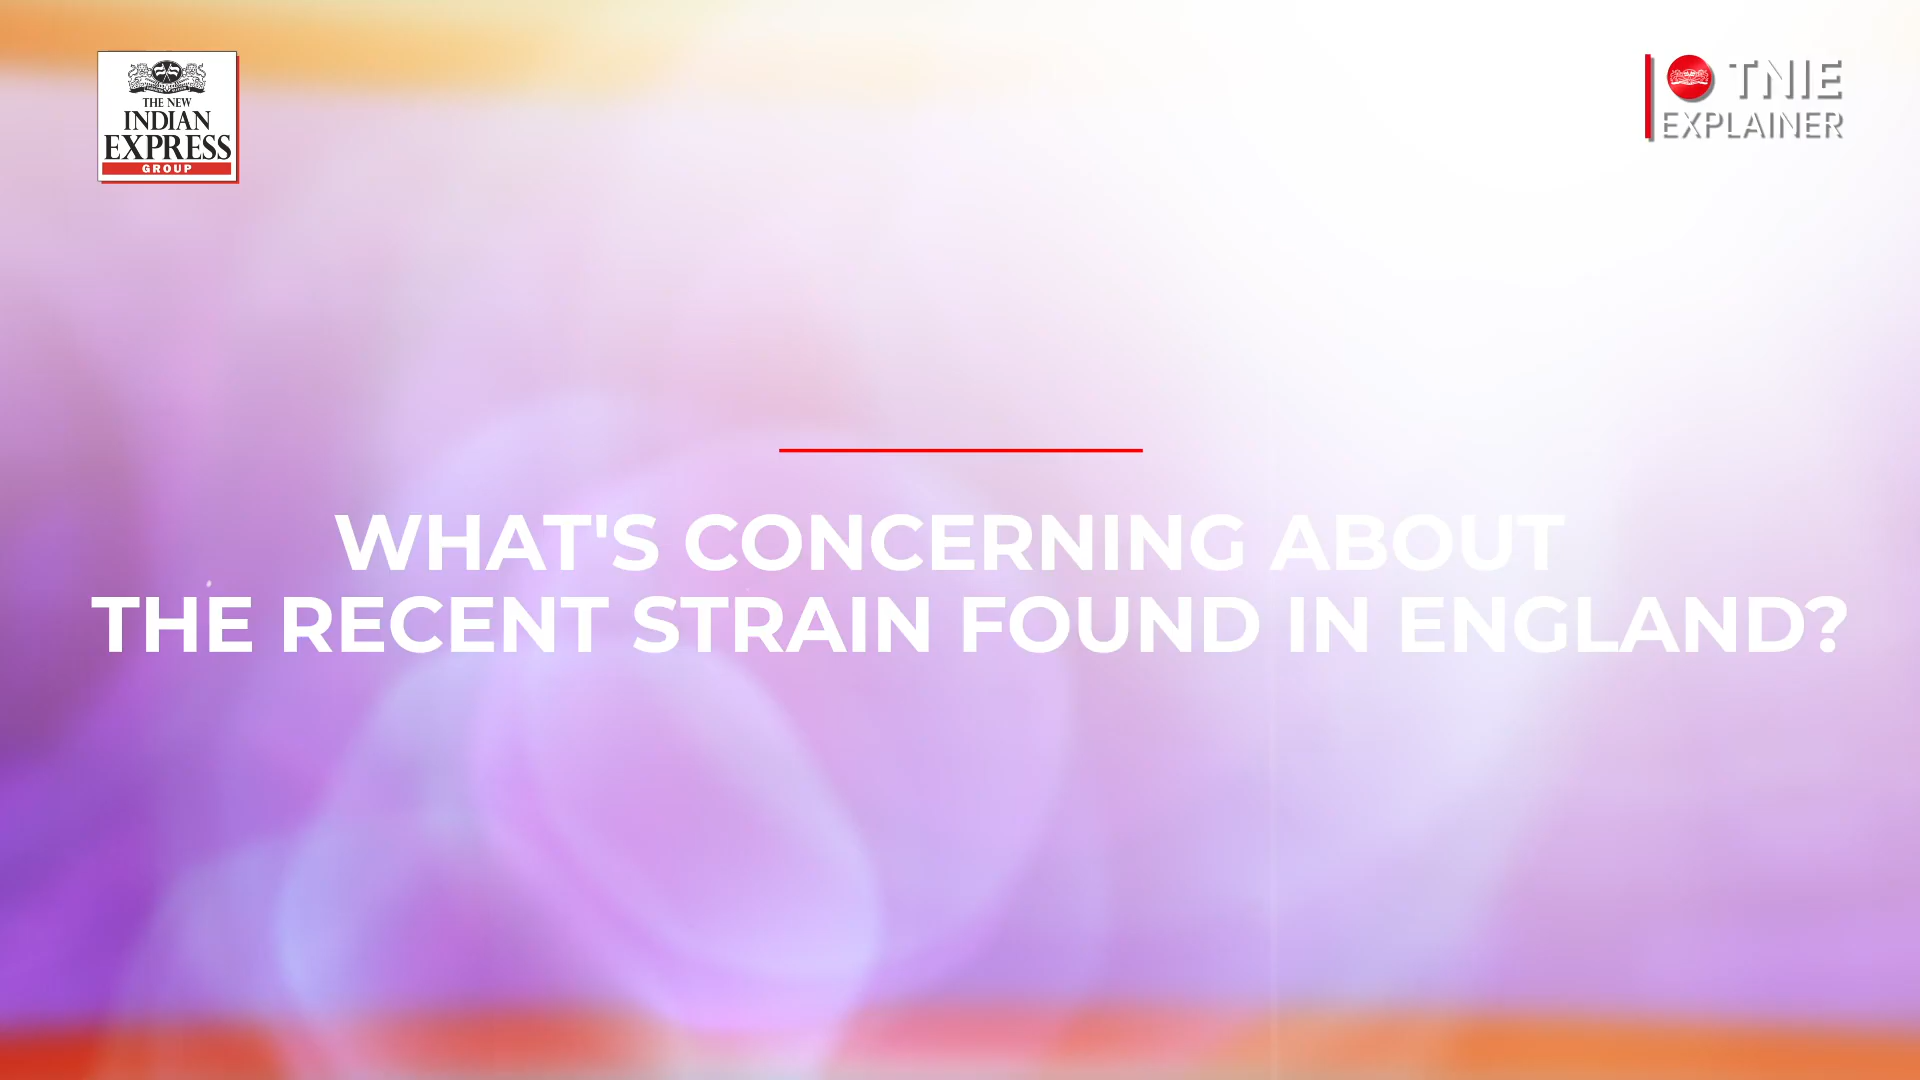 THE NEW
INDIAN
EXPRESS
GROUP
TNIE
EXPLAINER
WHAT'S CONCERNING ABOUT
THE RECENT STRAIN FOUND IN ENGLAND?